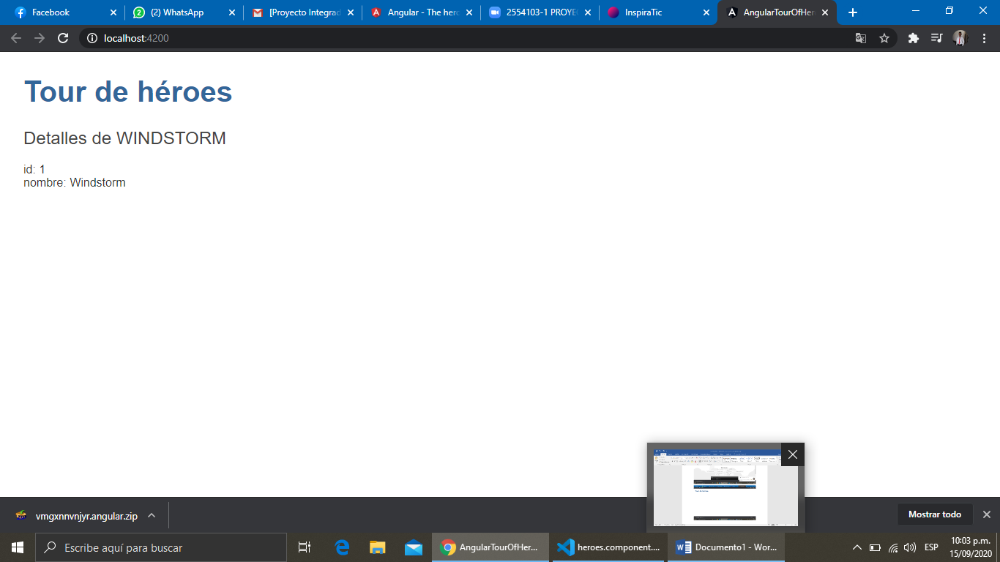 Facebook
(2) WhatsApp
[Proyecto Integrad
Angular - The hero
2554103-1 PROYEC
InspiraTic
AngularTourOfHer
localhost:4200
Tour de héroes
Detalles de WINDSTORM
id: 1
nombre: Windstorm
vmgxnnvnjyr.angular.zip
Mostrar todo
Escribe aquí para buscar
AngularTourOfHer...
heroes.component....
Documento1 - Wor...
ESP
10:03 p.m.
15/09/2020